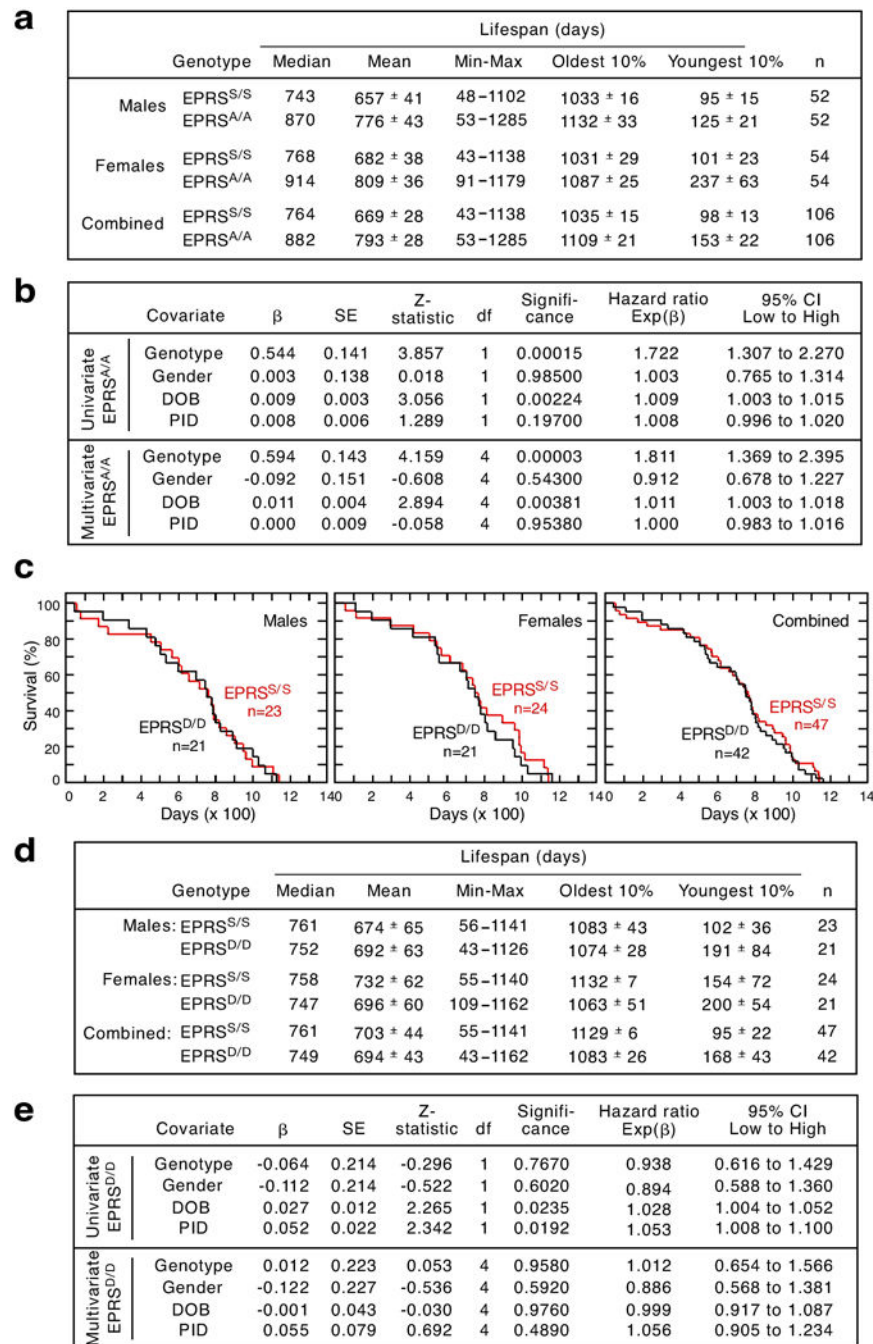 a
Lifespan (days)
Genotype Median Mean Min-Max Oldest 10% Youngest 10% n
Males EPRS^S/S 743 657 ± 41 48–1102 1033 ± 16 95 ± 15 52
EPRS^A/A 870 776 ± 43 53–1285 1132 ± 33 125 ± 21 52
Females EPRS^S/S 768 682 ± 38 43–1138 1031 ± 29 101 ± 23 54
EPRS^A/A 914 809 ± 36 91–1179 1087 ± 25 237 ± 63 54
Combined EPRS^S/S 764 669 ± 28 43–1138 1035 ± 15 98 ± 13 106
EPRS^A/A 882 793 ± 28 53–1285 1109 ± 21 153 ± 22 106
b
Covariate β SE Z-statistic df Signifi-cance Hazard ratio Exp(β) 95% CI Low to High
Univariate EPRS^A/A
Genotype 0.544 0.141 3.857 1 0.00015 1.722 1.307 to 2.270
Gender 0.003 0.138 0.018 1 0.98500 1.003 0.765 to 1.314
DOB 0.009 0.003 3.056 1 0.00224 1.009 1.003 to 1.015
PID 0.008 0.006 1.289 1 0.19700 1.008 0.996 to 1.020
Multivariate EPRS^A/A
Genotype 0.594 0.143 4.159 4 0.00003 1.811 1.369 to 2.395
Gender -0.092 0.151 -0.608 4 0.54300 0.912 0.678 to 1.227
DOB 0.011 0.004 2.894 4 0.00381 1.011 1.003 to 1.018
PID 0.000 0.009 -0.058 4 0.95380 1.000 0.983 to 1.016
c
Survival (%)
100
80
60
40
20
0
Males
EPRS^S/S
n=23
EPRS^D/D
n=21
0 2 4 6 8 10 12 14
Days (x 100)
Females
EPRS^S/S
n=24
EPRS^D/D
n=21
0 2 4 6 8 10 12 14
Days (x 100)
Combined
EPRS^S/S
n=47
EPRS^D/D
n=42
0 2 4 6 8 10 12 14
Days (x 100)
d
Lifespan (days)
Genotype Median Mean Min-Max Oldest 10% Youngest 10% n
Males: EPRS^S/S 761 674 ± 65 56–1141 1083 ± 43 102 ± 36 23
EPRS^D/D 752 692 ± 63 43–1126 1074 ± 28 191 ± 84 21
Females: EPRS^S/S 758 732 ± 62 55–1140 1132 ± 7 154 ± 72 24
EPRS^D/D 747 696 ± 60 109–1162 1063 ± 51 200 ± 54 21
Combined: EPRS^S/S 761 703 ± 44 55–1141 1129 ± 6 95 ± 22 47
EPRS^D/D 749 694 ± 43 43–1162 1083 ± 26 168 ± 43 42
e
Covariate β SE Z-statistic df Signifi-cance Hazard ratio Exp(β) 95% CI Low to High
Univariate EPRS^D/D
Genotype -0.064 0.214 -0.296 1 0.7670 0.938 0.616 to 1.429
Gender -0.112 0.214 -0.522 1 0.6020 0.894 0.588 to 1.360
DOB 0.027 0.012 2.265 1 0.0235 1.028 1.004 to 1.052
PID 0.052 0.022 2.342 1 0.0192 1.053 1.008 to 1.100
Multivariate EPRS^D/D
Genotype 0.012 0.223 0.053 4 0.9580 1.012 0.654 to 1.566
Gender -0.122 0.227 -0.536 4 0.5920 0.886 0.568 to 1.381
DOB -0.001 0.043 -0.030 4 0.9760 0.999 0.917 to 1.087
PID 0.055 0.079 0.692 4 0.4890 1.056 0.905 to 1.234